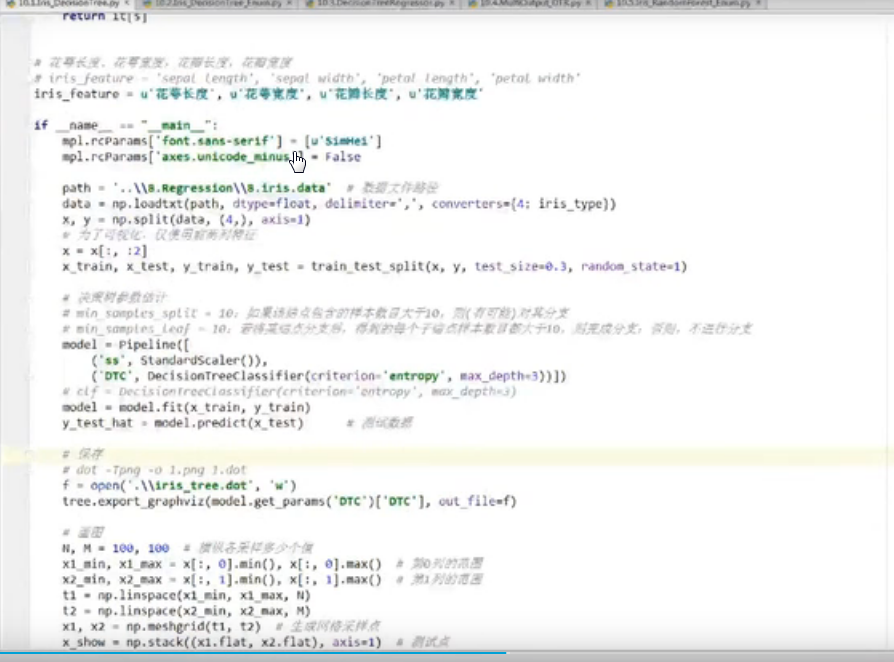 10.1.Iris_DecisionTree.py 10.2.Iris_DecisionTree_Enum.py 10.3.DecisionTreeRegressor.py 10.4.MultiOutput_DTR.py 10.5.Iris_RandomForest_Enum.py
return it[s]
# 花萼长度、花萼宽度，花瓣长度，花瓣宽度
# iris_feature = 'sepal length', 'sepal width', 'petal length', 'petal width'
iris_feature = u'花萼长度', u'花萼宽度', u'花瓣长度', u'花瓣宽度'
if __name__ == "__main__":
mpl.rcParams['font.sans-serif'] = [u'SimHei']
mpl.rcParams['axes.unicode_minus = False
path = '..\\8.Regression\\8.iris.data' # 数据文件路径
data = np.loadtxt(path, dtype=float, delimiter=',', converters={4: iris_type})
x, y = np.split(data, (4,), axis=1)
# 为了可视化，仅使用前两列特征
x = x[:, :2]
x_train, x_test, y_train, y_test = train_test_split(x, y, test_size=0.3, random_state=1)
# 决策树参数估计
# min_samples_split = 10：如果该结点包含的样本数目大于10，则(有可能)对其分支
# min_samples_leaf = 10：若将某结点分支后，得到的每个子结点样本数目都大于10，则完成分支；否则，不进行分支
model = Pipeline([
('ss', StandardScaler()),
('DTC', DecisionTreeClassifier(criterion='entropy', max_depth=3))])
# clf = DecisionTreeClassifier(criterion='entropy', max_depth=3)
model = model.fit(x_train, y_train)
y_test_hat = model.predict(x_test) # 测试数据
# 保存
# dot -Tpng -o 1.png 1.dot
f = open('.\\iris_tree.dot', 'w')
tree.export_graphviz(model.get_params('DTC')['DTC'], out_file=f)
# 画图
N, M = 100, 100 # 横纵各采样多少个值
x1_min, x1_max = x[:, 0].min(), x[:, 0].max() # 第0列的范围
x2_min, x2_max = x[:, 1].min(), x[:, 1].max() # 第1列的范围
t1 = np.linspace(x1_min, x1_max, N)
t2 = np.linspace(x2_min, x2_max, M)
x1, x2 = np.meshgrid(t1, t2) # 生成网格采样点
x_show = np.stack((x1.flat, x2.flat), axis=1) # 测试点